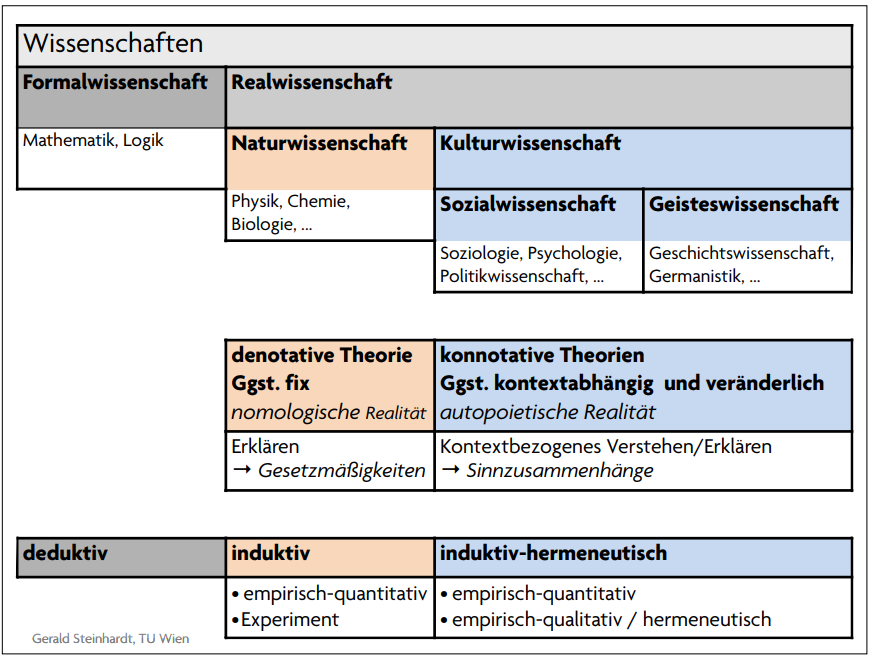 Wissenschaften
Formalwissenschaft
Realwissenschaft
Mathematik, Logik
Naturwissenschaft
Kulturwissenschaft
Physik, Chemie,
Biologie, ...
Sozialwissenschaft
Geisteswissenschaft
Soziologie, Psychologie,
Politikwissenschaft, ...
Geschichtswissenschaft,
Germanistik, ...
denotative Theorie
Ggst. fix
nomologische Realität
konnotative Theorien
Ggst. kontextabhängig und veränderlich
autopoietische Realität
Erklären
→ Gesetzmäßigkeiten
Kontextbezogenes Verstehen/Erklären
→ Sinnzusammenhänge
deduktiv
induktiv
induktiv-hermeneutisch
• empirisch-quantitativ
•Experiment
• empirisch-quantitativ
• empirisch-qualitativ / hermeneutisch
Gerald Steinhardt, TU Wien